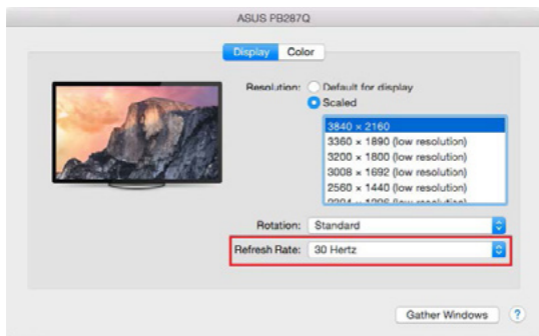 ASUS PB287Q
Display Color
Resolution: Default for display
Scaled
3840 × 2160
3360 × 1890 (low resolution)
3200 × 1800 (low resolution)
3008 × 1692 (low resolution)
2560 × 1440 (low resolution)
Rotation: Standard
Refresh Rate: 30 Hertz
Gather Windows ?